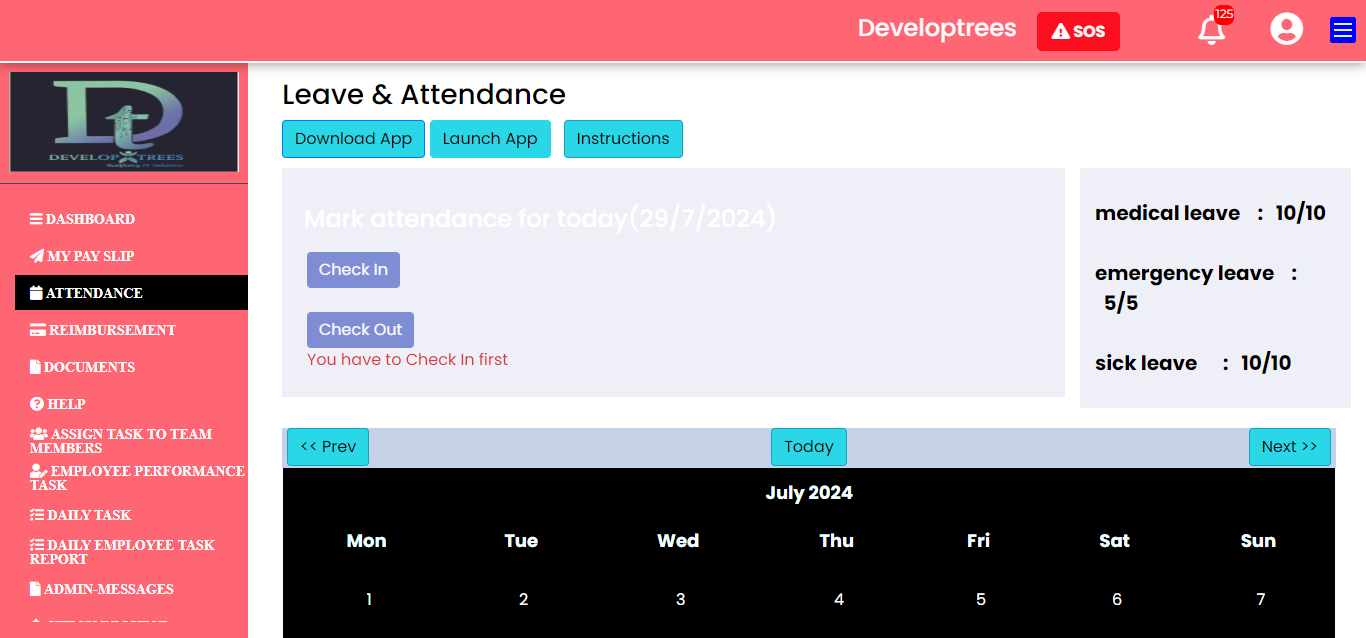 Developtrees
SOS
125
DEVELOP TREES
Leave & Attendance
Download App
Launch App
Instructions
DASHBOARD
MY PAY SLIP
ATTENDANCE
REIMBURSEMENT
DOCUMENTS
HELP
ASSIGN TASK TO TEAM
MEMBERS
EMPLOYEE PERFORMANCE
TASK
DAILY TASK
DAILY EMPLOYEE TASK
REPORT
ADMIN-MESSAGES
Mark attendance for today(29/7/2024)
Check In
Check Out
You have to Check In first
medical leave : 10/10
emergency leave :
5/5
sick leave : 10/10
<< Prev
Today
Next >>
July 2024
Mon Tue Wed Thu Fri Sat Sun
1 2 3 4 5 6 7